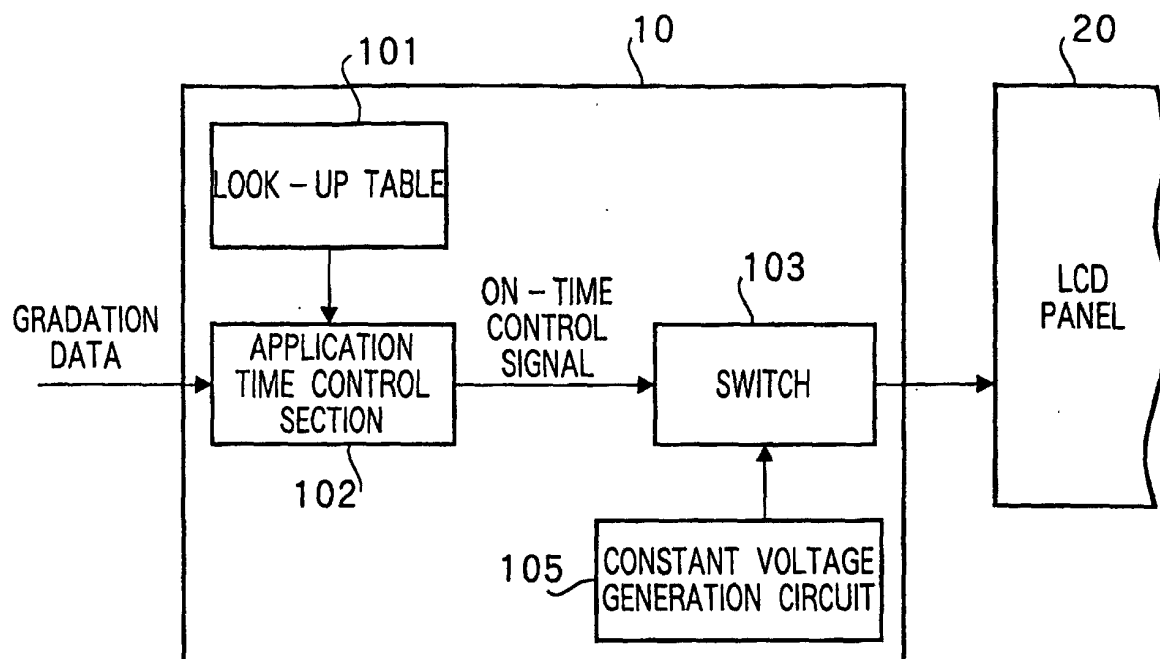 101
10
20
LOOK-UP TABLE
GRADATION
DATA
APPLICATION
TIME CONTROL
SECTION
102
ON-TIME
CONTROL
SIGNAL
103
SWITCH
LCD
PANEL
105
CONSTANT VOLTAGE
GENERATION CIRCUIT